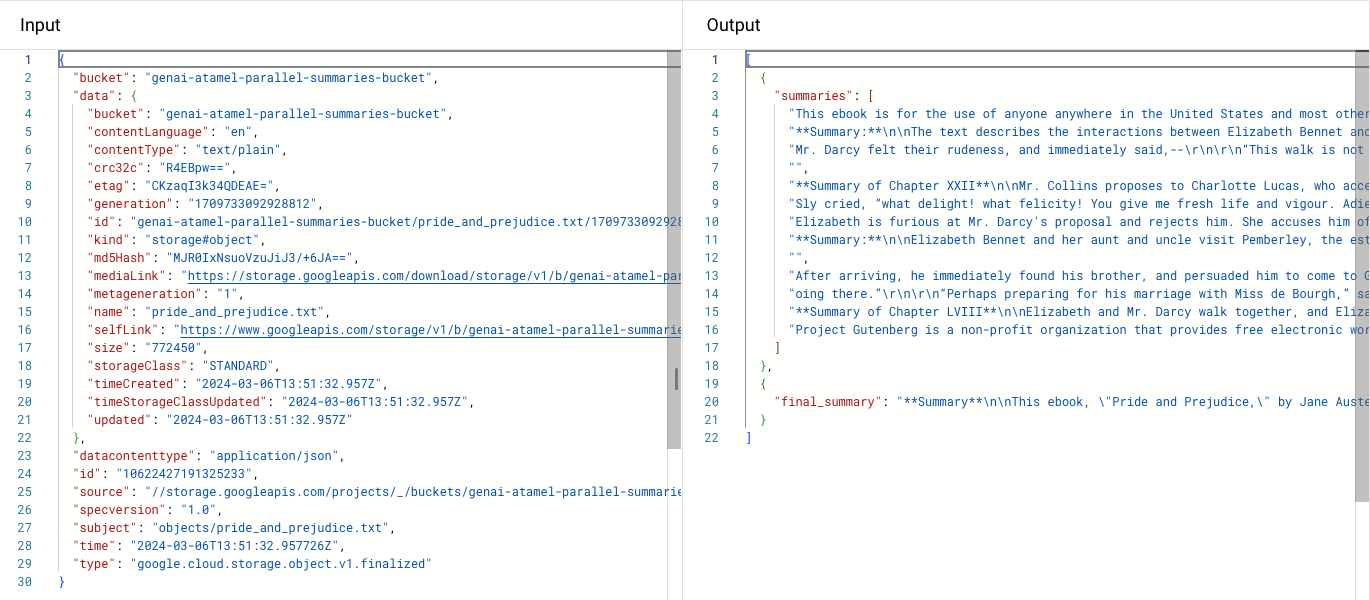 Input
1 {
2 "bucket": "genai-atamel-parallel-summaries-bucket",
3 "data": {
4 "bucket": "genai-atamel-parallel-summaries-bucket",
5 "contentLanguage": "en",
6 "contentType": "text/plain",
7 "crc32c": "R4EBpw==",
8 "etag": "CKzaqI3k34QDEAE=",
9 "generation": "1709733092928812",
10 "id": "genai-atamel-parallel-summaries-bucket/pride_and_prejudice.txt/1709733092928
11 "kind": "storage#object",
12 "md5Hash": "MJR0IxNsuoVzuJiJ3/+6JA==",
13 "mediaLink": "https://storage.googleapis.com/download/storage/v1/b/genai-atamel-par
14 "metageneration": "1",
15 "name": "pride_and_prejudice.txt",
16 "selfLink": "https://www.googleapis.com/storage/v1/b/genai-atamel-parallel-summarie
17 "size": "772450",
18 "storageClass": "STANDARD",
19 "timeCreated": "2024-03-06T13:51:32.957Z",
20 "timeStorageClassUpdated": "2024-03-06T13:51:32.957Z",
21 "updated": "2024-03-06T13:51:32.957Z"
22 },
23 "datacontenttype": "application/json",
24 "id": "10622427191325233",
25 "source": "//storage.googleapis.com/projects/_/buckets/genai-atamel-parallel-summarie
26 "specversion": "1.0",
27 "subject": "objects/pride_and_prejudice.txt",
28 "time": "2024-03-06T13:51:32.957726Z",
29 "type": "google.cloud.storage.object.v1.finalized"
30 }
Output
1 [
2 {
3 "summaries": [
4 "This ebook is for the use of anyone anywhere in the United States and most other
5 "**Summary:**\n\nThe text describes the interactions between Elizabeth Bennet and
6 "Mr. Darcy felt their rudeness, and immediately said,--\r\n\r\n“This walk is not
7 "",
8 "**Summary of Chapter XXII**\n\nMr. Collins proposes to Charlotte Lucas, who acce
9 "Sly cried, “what delight! what felicity! You give me fresh life and vigour. Adie
10 "Elizabeth is furious at Mr. Darcy's proposal and rejects him. She accuses him of
11 "**Summary:**\n\nElizabeth Bennet and her aunt and uncle visit Pemberley, the est
12 "",
13 "After arriving, he immediately found his brother, and persuaded him to come to G
14 "oing there.”\r\n\r\n“Perhaps preparing for his marriage with Miss de Bourgh,” sa
15 "**Summary of Chapter LVIII**\n\nElizabeth and Mr. Darcy walk together, and Eliza
16 "Project Gutenberg is a non-profit organization that provides free electronic wor
17 ]
18 },
19 {
20 "final_summary": "**Summary**\n\nThis ebook, \"Pride and Prejudice,\" by Jane Auste
21 }
22 ]